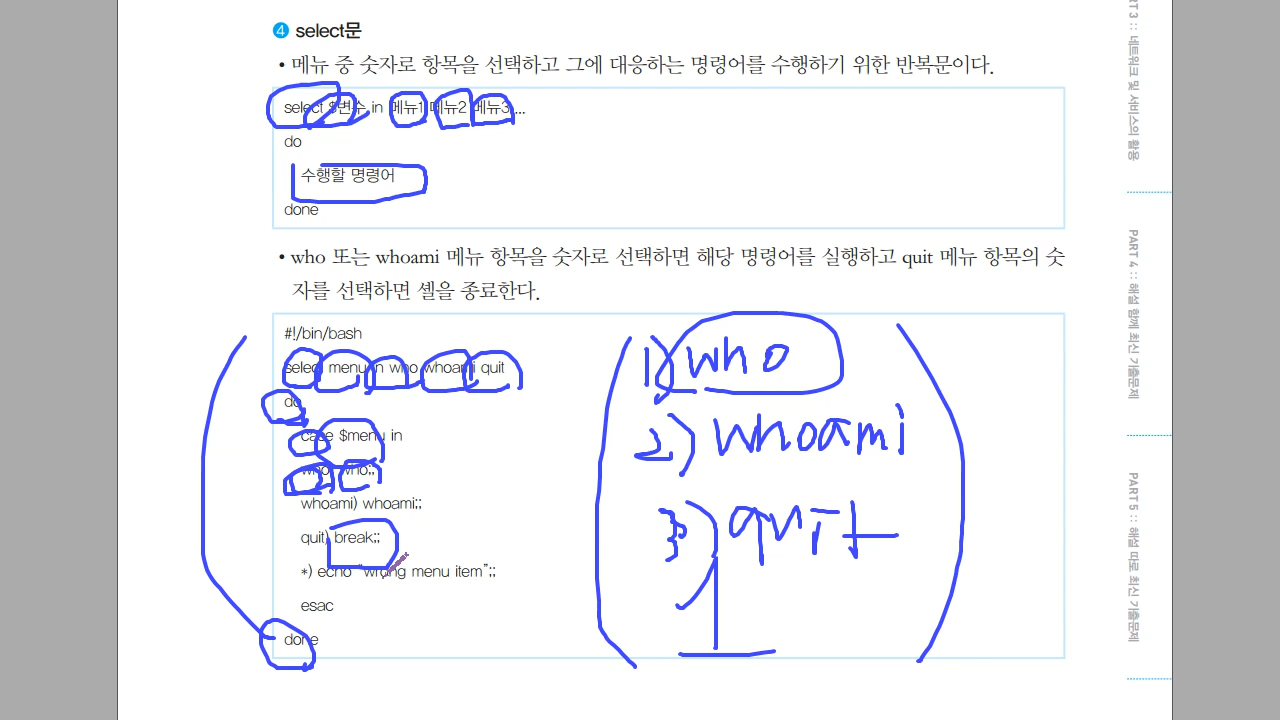 4 select문
• 메뉴 중 숫자로 항목을 선택하고 그에 대응하는 명령어를 수행하기 위한 반복문이다.
select $변수 in 메뉴1 메뉴2 메뉴3...
do
수행할 명령어
done
• who 또는 whoami 메뉴 항목을 숫자로 선택하면 해당 명령어를 실행하고 quit 메뉴 항목의 숫
자를 선택하면 쉘을 종료한다.
#!/bin/bash
select menu in who whoami quit
do
case $menu in
who) who;;
whoami) whoami;;
quit) break;;
*) echo "wrong menu item";;
esac
done
1) who
2) whoami
3) quit
RT 3 :: 네트워크 및 서비스의 활용
PART 4 :: 해설 함께 최신 기출문제
PART 5 :: 해설 따로 최신 기출문제